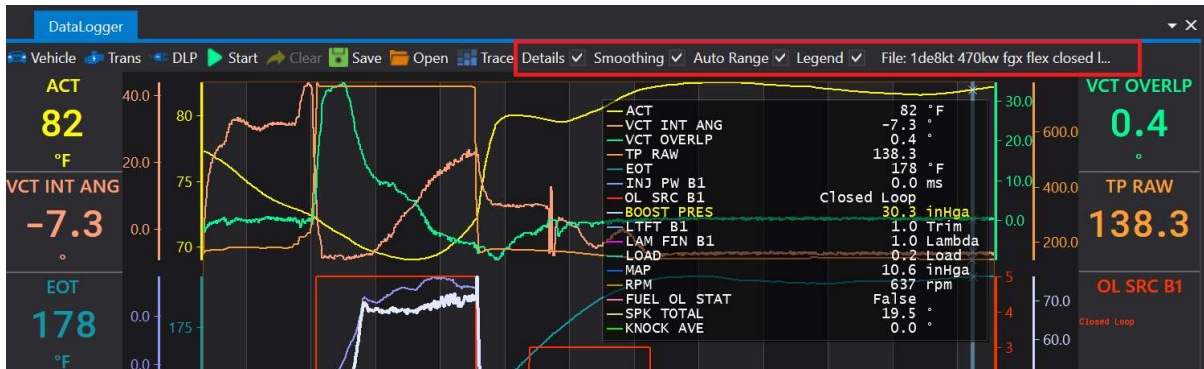 DataLogger
Vehicle Trans DLP Start Clear Save Open Trace Details Smoothing Auto Range Legend File: 1de8kt 470kw fgx flex closed l...
ACT
82
°F
VCT INT ANG
-7.3
°
EOT
178
°F
40.0
20.0
0.0
0.0
0.0
80
75
70
175
ACT 82 °F
VCT INT ANG -7.3 °
VCT OVERLP 0.4 °
TP RAW 138.3
EOT 178 °F
INJ PW B1 0.0 ms
OL SRC B1 Closed Loop
BOOST PRES 30.3 inHga
LTFT B1 1.0 Trim
LAM FIN B1 1.0 Lambda
LOAD 0.2 Load
MAP 10.6 inHga
RPM 637 rpm
FUEL OL STAT False
SPK TOTAL 19.5 °
KNOCK AVE 0.0 °
30.0
20.0
10.0
0.0
5
4
3
600.0
400.0
200.0
70.0
60.0
VCT OVERLP
0.4
°
TP RAW
138.3
OL SRC B1
Closed Loop